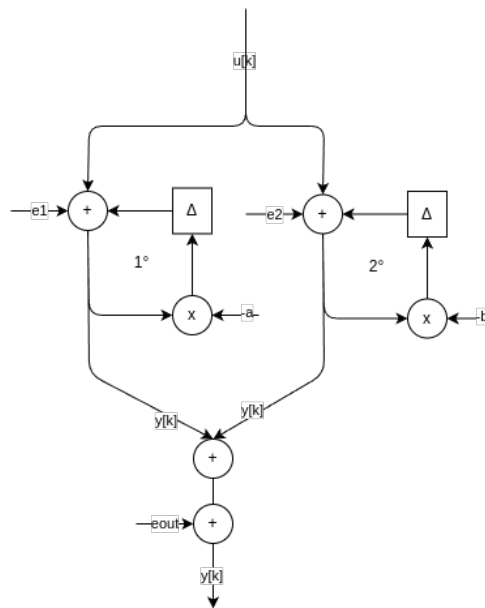 u[k]
e1
+
Δ
e2
+
Δ
1°
2°
x
-a
x
-b
y[k]
y[k]
+
eout
+
y[k]